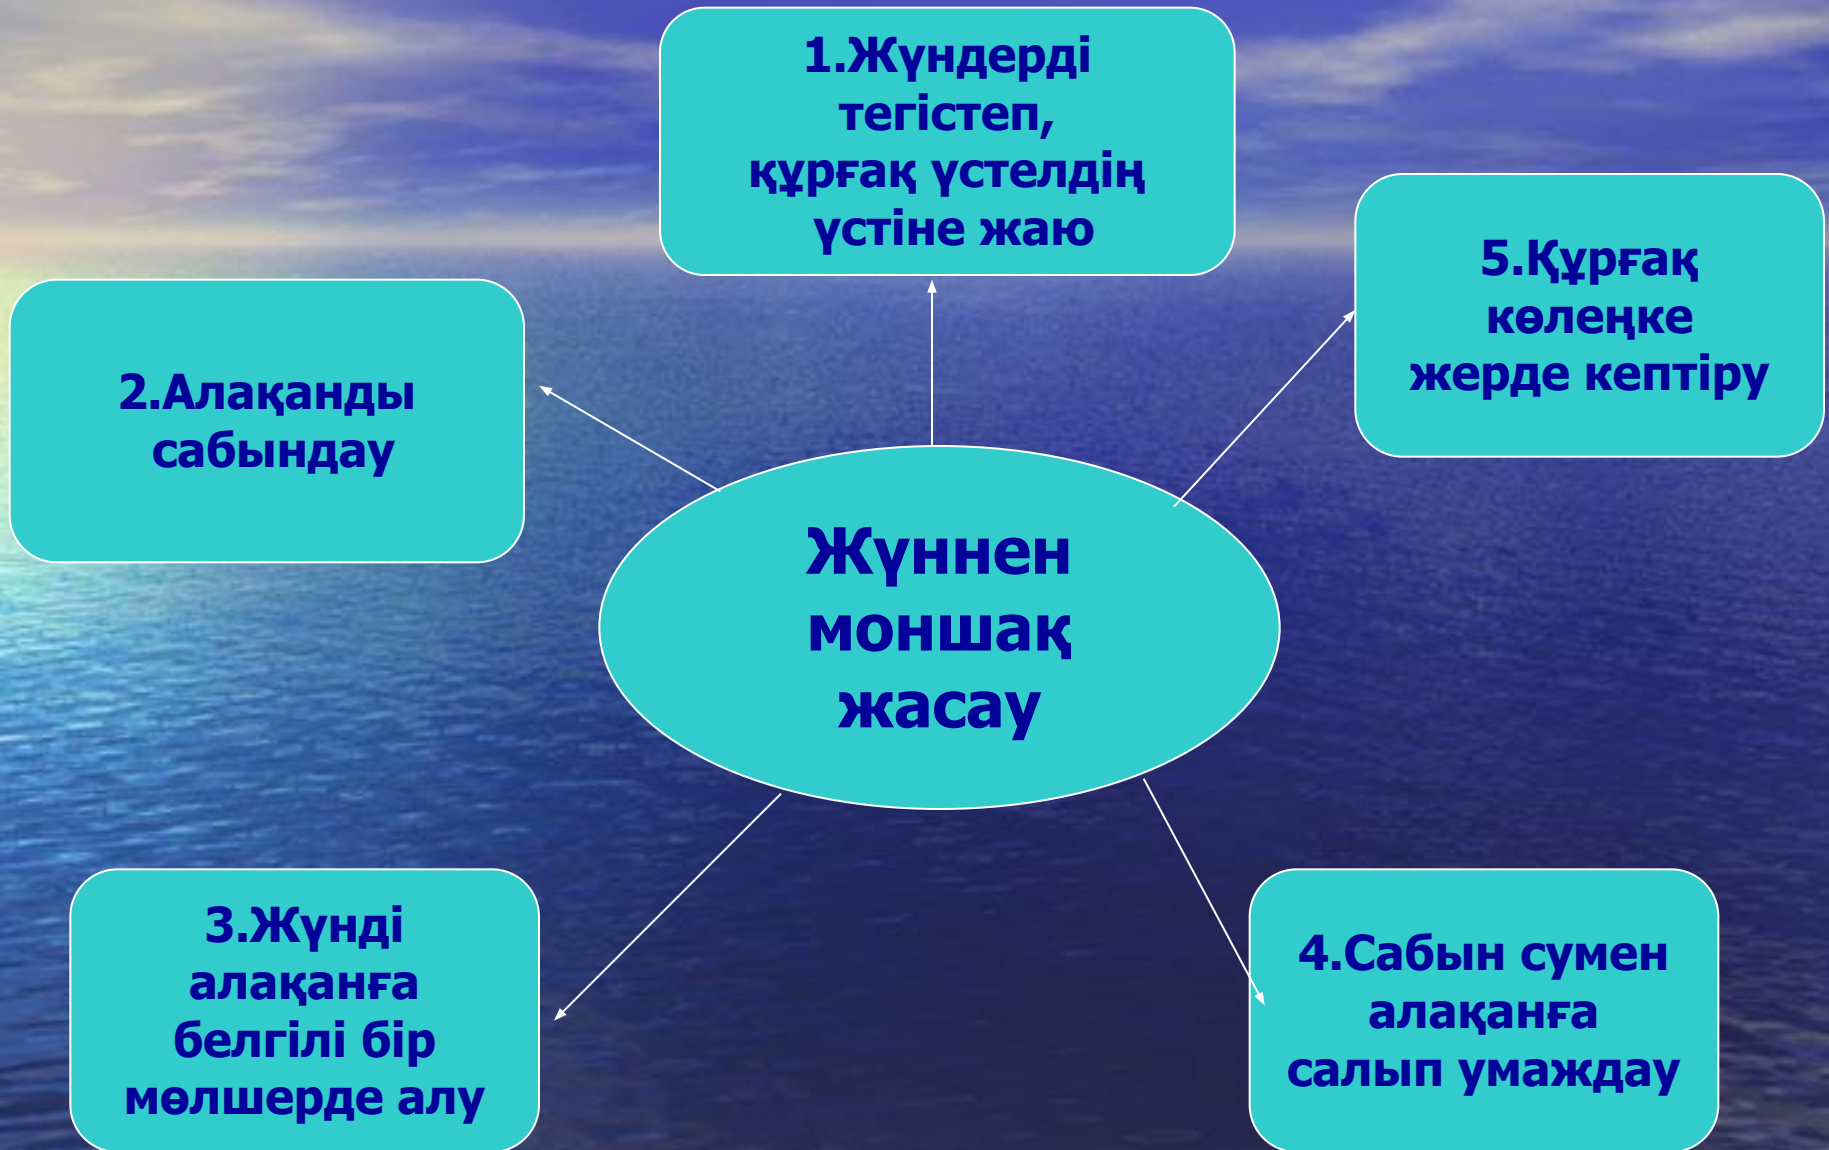 1.Жүндерді
тегістеп,
құрғақ үстелдің
үстіне жаю
5.Құрғақ
көлеңке
жерде кептіру
2.Алақанды
сабындау
Жүннен
моншақ
жасау
3.Жүнді
алақанға
белгілі бір
мөлшерде алу
4.Сабын сумен
алақанға
салып умаждау